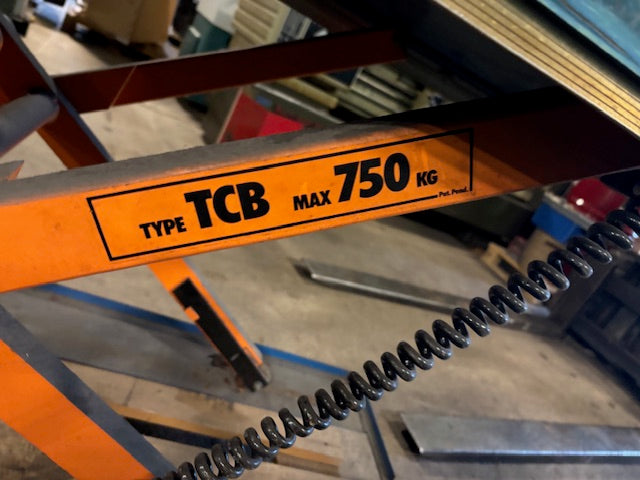 TYPE TCB MAX 750 KG
Pat. Pend.